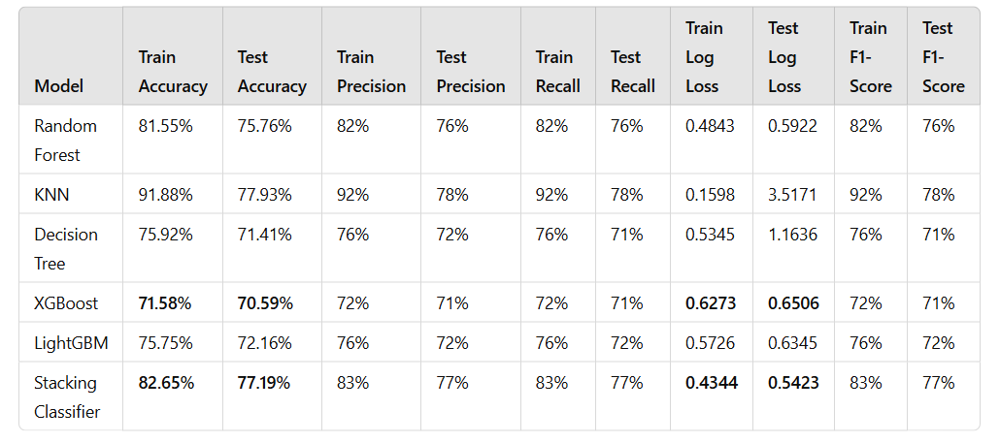 Model Train Accuracy Test Accuracy Train Precision Test Precision Train Recall Test Recall Train Log Loss Test Log Loss Train F1-Score Test F1-Score
Random Forest 81.55% 75.76% 82% 76% 82% 76% 0.4843 0.5922 82% 76%
KNN 91.88% 77.93% 92% 78% 92% 78% 0.1598 3.5171 92% 78%
Decision Tree 75.92% 71.41% 76% 72% 76% 71% 0.5345 1.1636 76% 71%
XGBoost 71.58% 70.59% 72% 71% 72% 71% 0.6273 0.6506 72% 71%
LightGBM 75.75% 72.16% 76% 72% 76% 72% 0.5726 0.6345 76% 72%
Stacking Classifier 82.65% 77.19% 83% 77% 83% 77% 0.4344 0.5423 83% 77%